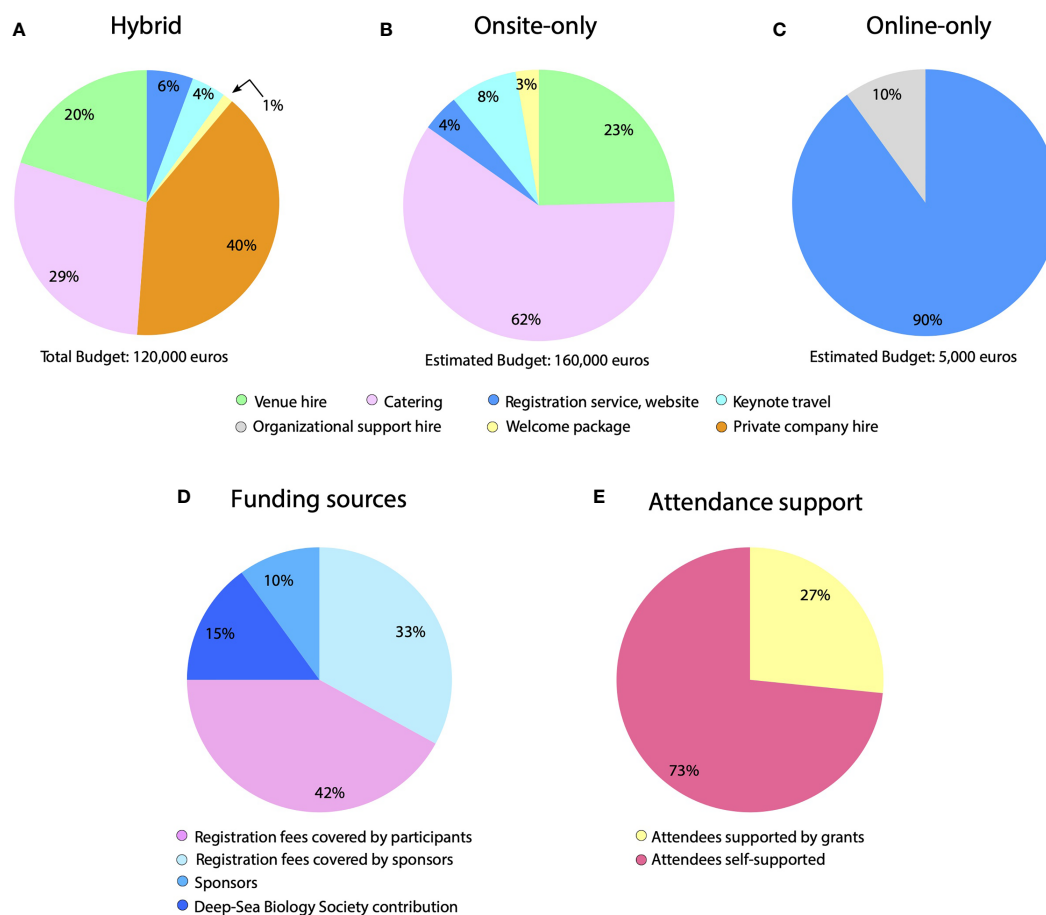 A Hybrid
6%
4%
1%
20%
40%
29%
Total Budget: 120,000 euros
B Onsite-only
3%
8%
4%
23%
62%
Estimated Budget: 160,000 euros
C Online-only
10%
90%
Estimated Budget: 5,000 euros
Venue hire Catering Registration service, website Keynote travel
Organizational support hire Welcome package Private company hire
D Funding sources
10%
33%
15%
42%
Registration fees covered by participants
Registration fees covered by sponsors
Sponsors
Deep-Sea Biology Society contribution
E Attendance support
27%
73%
Attendees supported by grants
Attendees self-supported